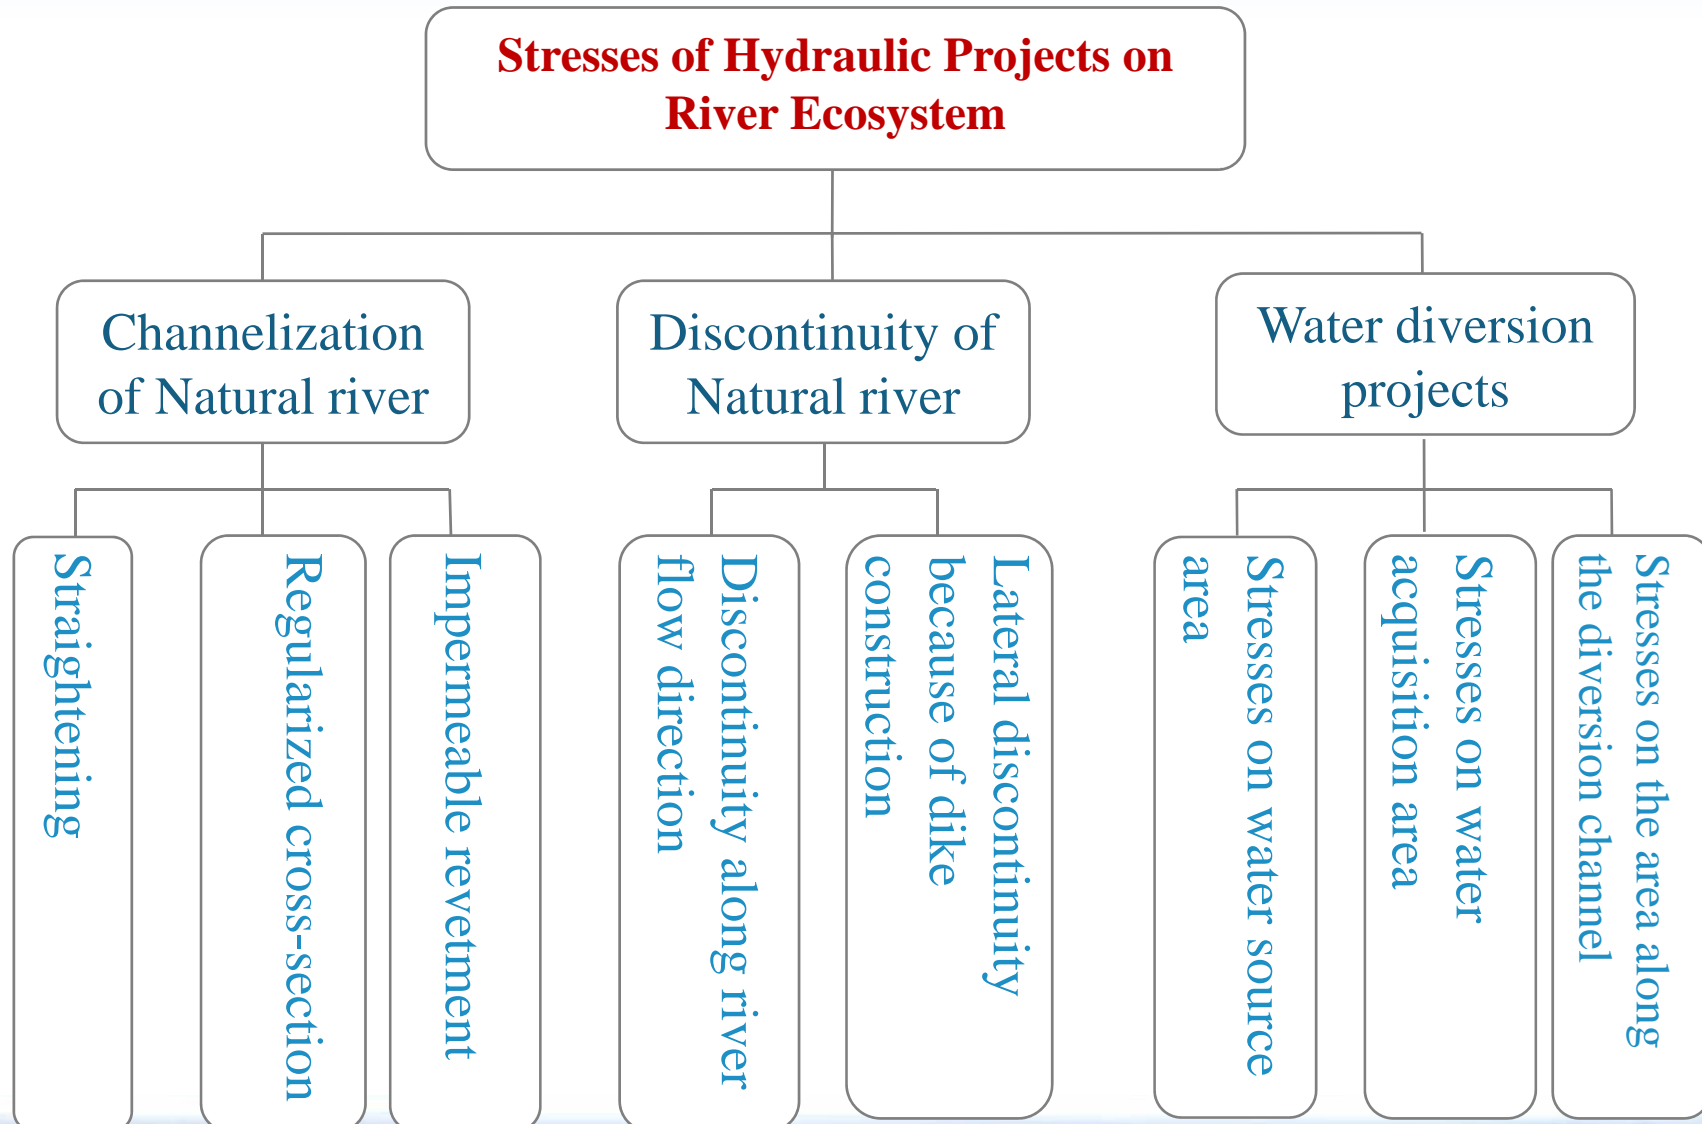 Stresses of Hydraulic Projects on
River Ecosystem
Channelization
of Natural river
Discontinuity of
Natural river
Water diversion
projects
Straightening
Regularized cross-section
Impermeable revetment
Discontinuity along river
flow direction
Lateral discontinuity
because of dike
construction
Stresses on water source
area
Stresses on water
acquisition area
Stresses on the area along
the diversion channel